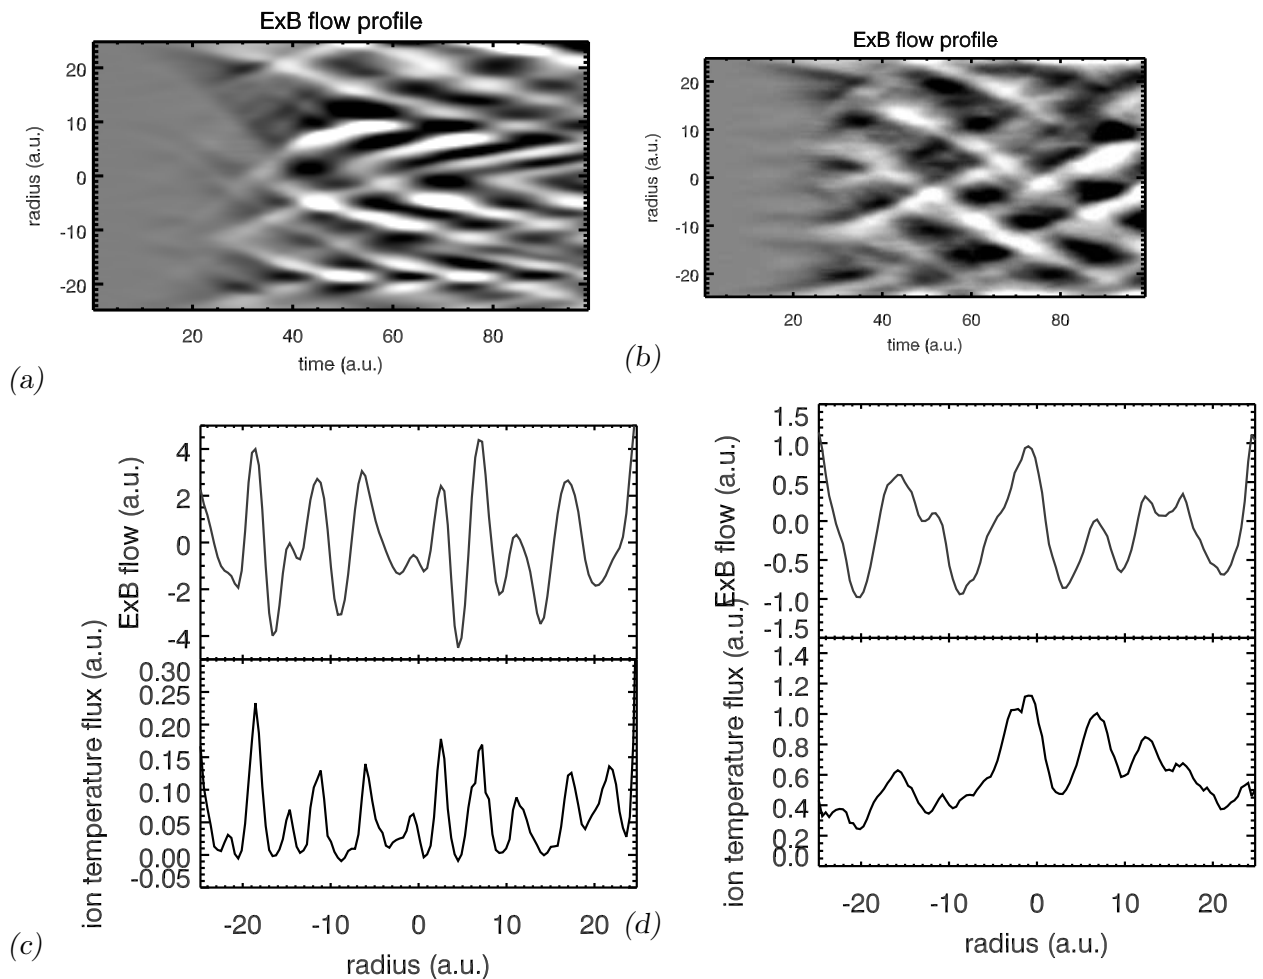 ExB flow profile
20
10
0
-10
-20
radius (a.u.)
20 40 60 80
time (a.u.)
(a)
ExB flow profile
20
10
0
-10
-20
radius (a.u.)
20 40 60 80
time (a.u.)
(b)
4
2
0
-2
-4
ExB flow (a.u.)
0.30
0.25
0.20
0.15
0.10
0.05
0.00
-0.05
ion temperature flux (a.u.)
-20 -10 0 10 20
radius (a.u.)
(c)
1.5
1.0
0.5
0.0
-0.5
-1.0
-1.5
ExB flow (a.u.)
1.4
1.2
1.0
0.8
0.6
0.4
0.2
0.0
ion temperature flux (a.u.)
-20 -10 0 10 20
radius (a.u.)
(d)